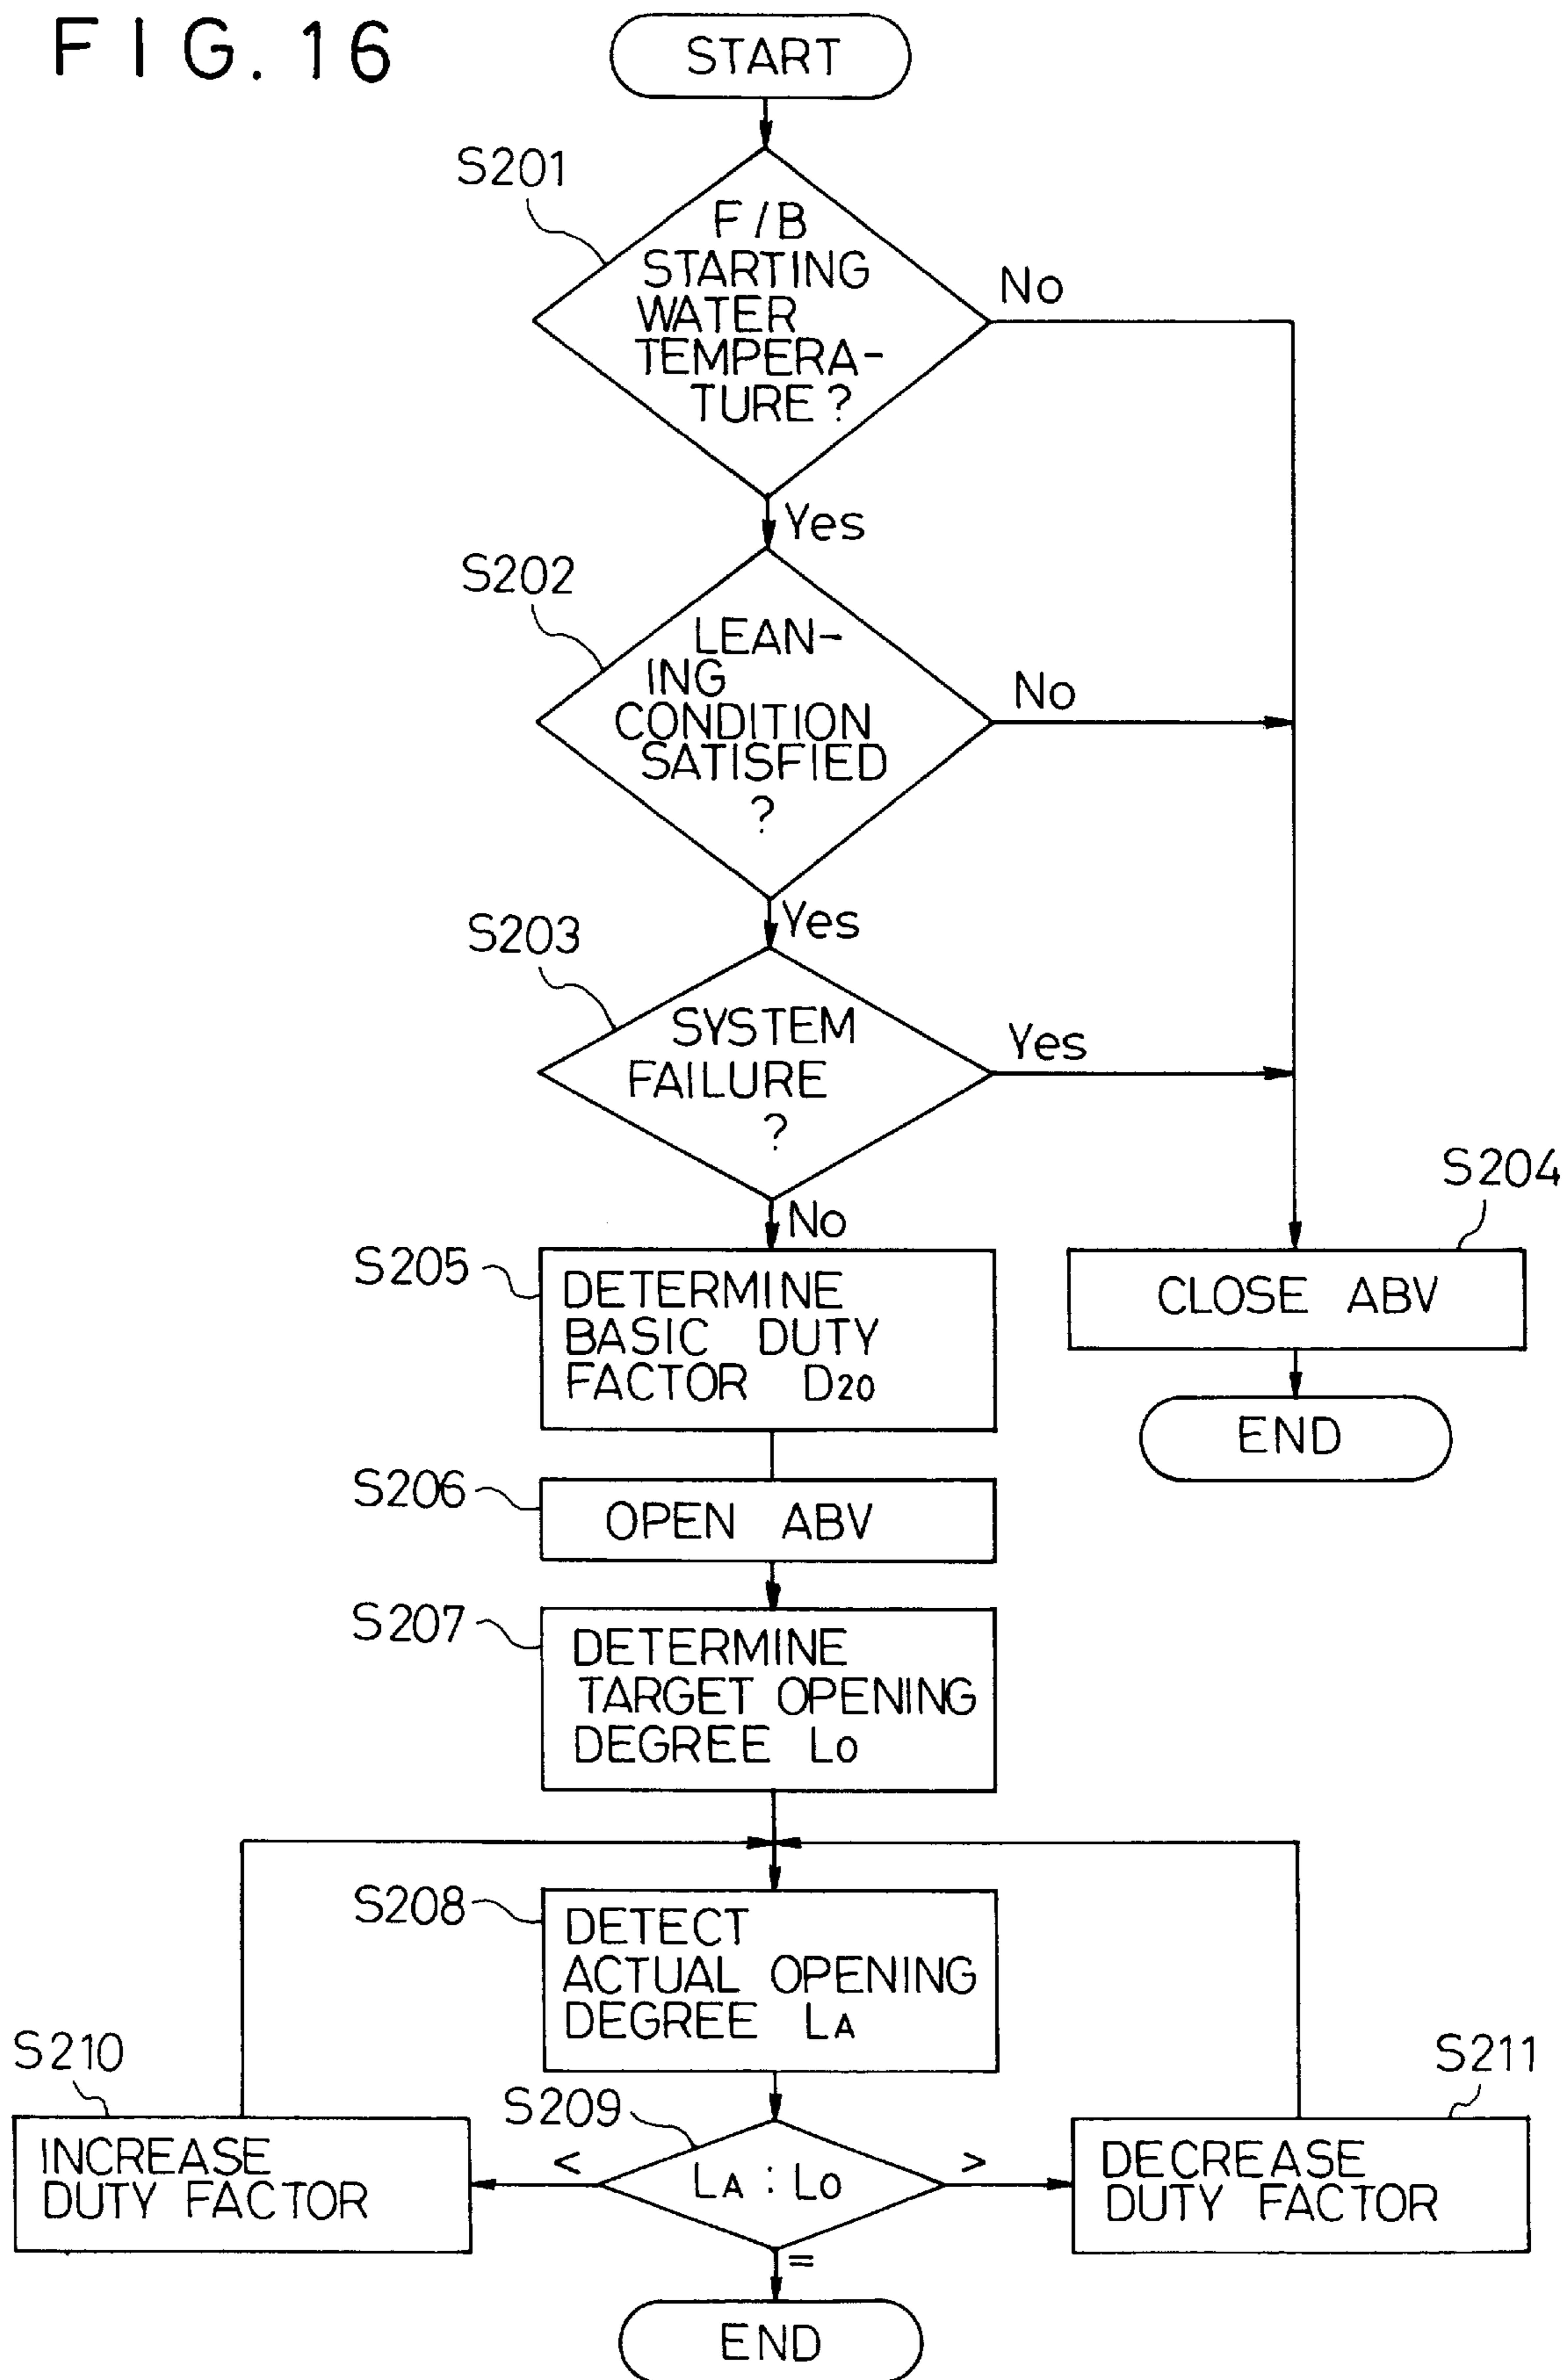 FIG. 16
START
S201
F/B
STARTING
WATER
TEMPERA-
TURE?
No
Yes
S202
LEAN-
ING
CONDITION
SATISFIED
?
No
Yes
S203
SYSTEM
FAILURE
?
Yes
No
S204
CLOSE ABV
END
S205
DETERMINE
BASIC DUTY
FACTOR D20
S206
OPEN ABV
S207
DETERMINE
TARGET OPENING
DEGREE LO
S208
DETECT
ACTUAL OPENING
DEGREE LA
S209
LA : LO
<
>
=
S210
INCREASE
DUTY FACTOR
S211
DECREASE
DUTY FACTOR
END